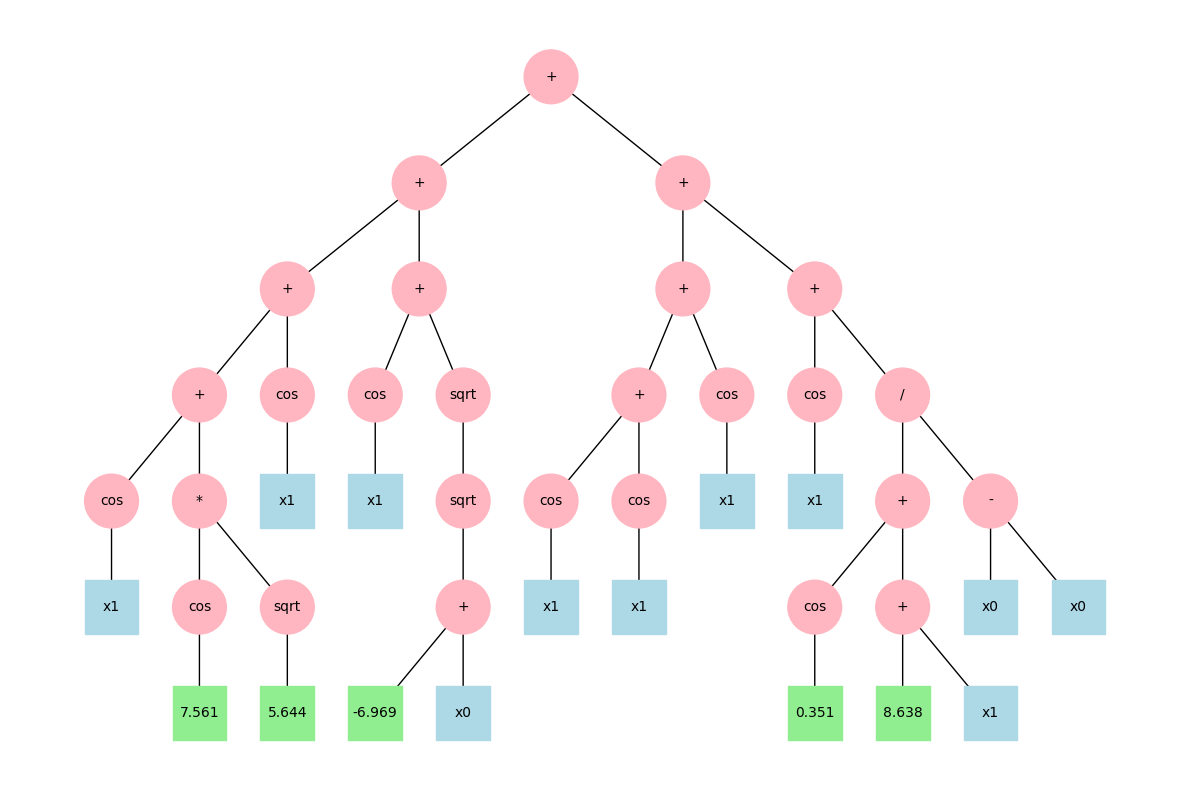 +
+ +
+ + + +
+ cos cos sqrt + cos cos /
cos * x1 x1 sqrt cos cos x1 x1 + -
x1 cos sqrt + x1 x1 cos + x0 x0
7.561 5.644 -6.969 x0 0.351 8.638 x1